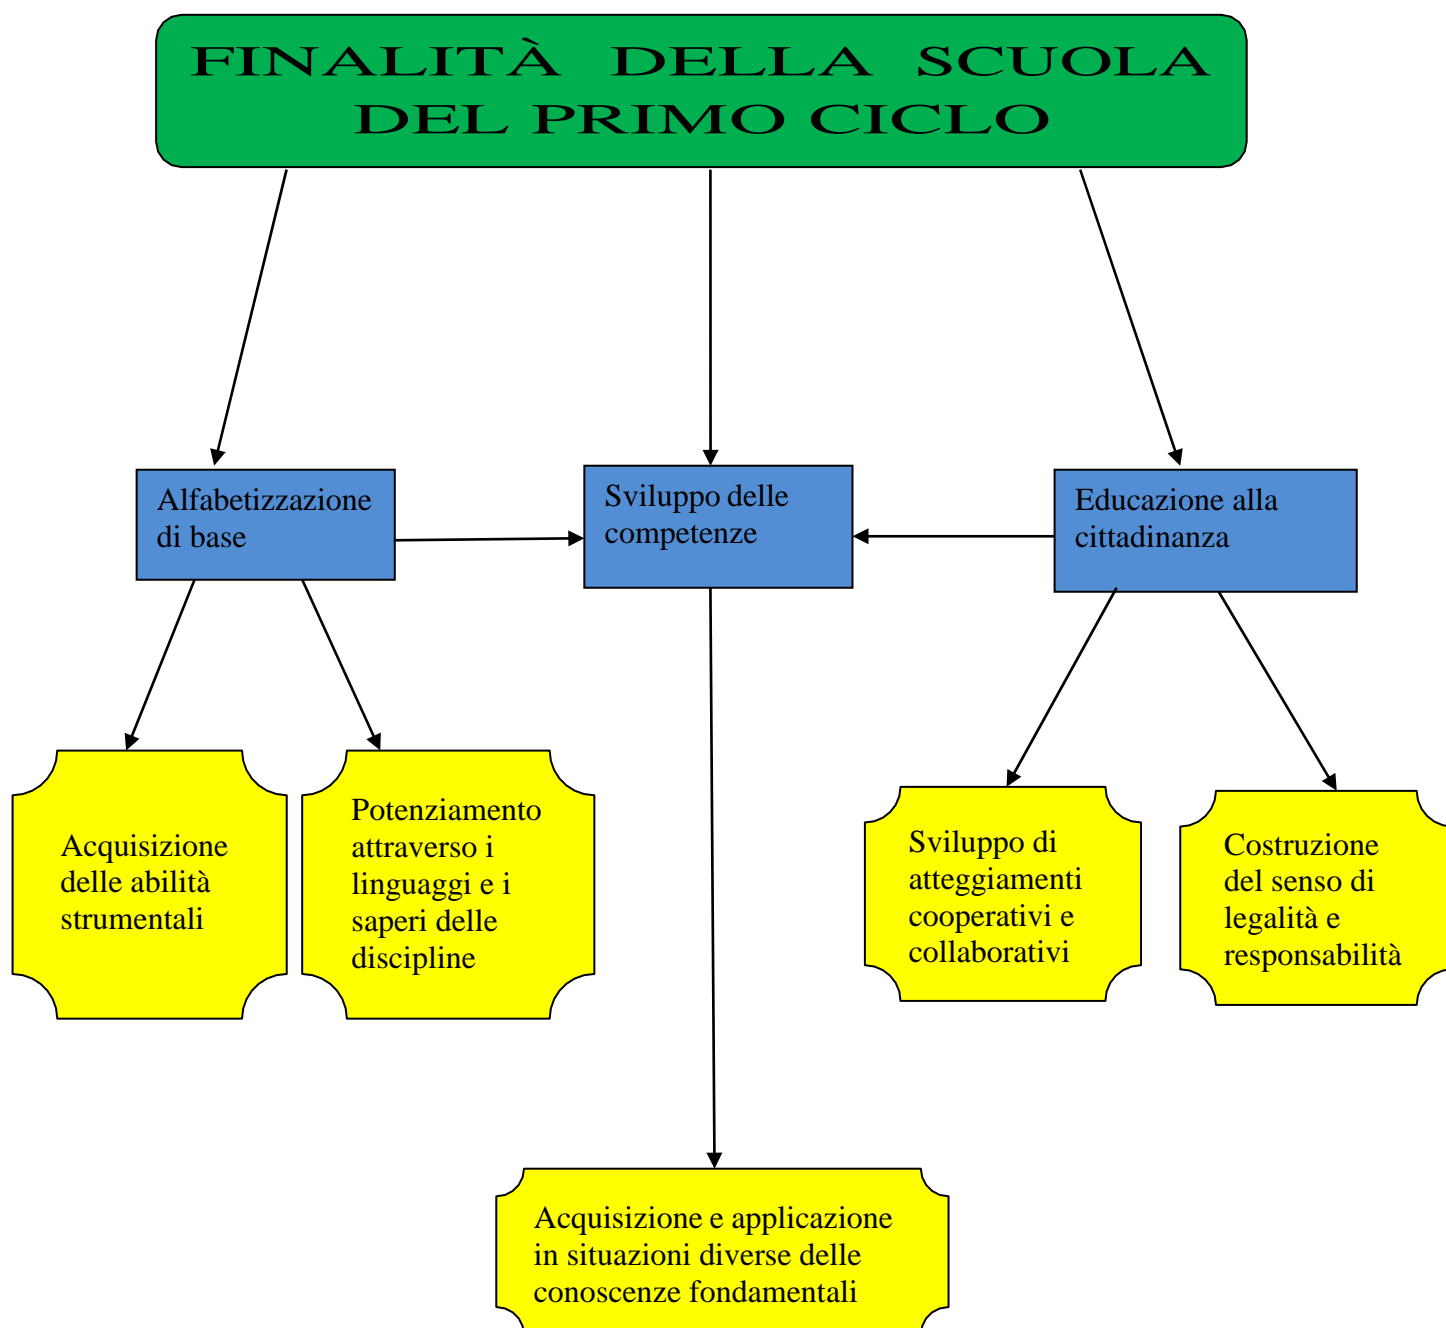 FINALITÀ DELLA SCUOLA
DEL PRIMO CICLO
Alfabetizzazione
di base
Sviluppo delle
competenze
Educazione alla
cittadinanza
Acquisizione
delle abilità
strumentali
Potenziamento
attraverso i
linguaggi e i
saperi delle
discipline
Sviluppo di
atteggiamenti
cooperativi e
collaborativi
Costruzione
del senso di
legalità e
responsabilità
Acquisizione e applicazione
in situazioni diverse delle
conoscenze fondamentali